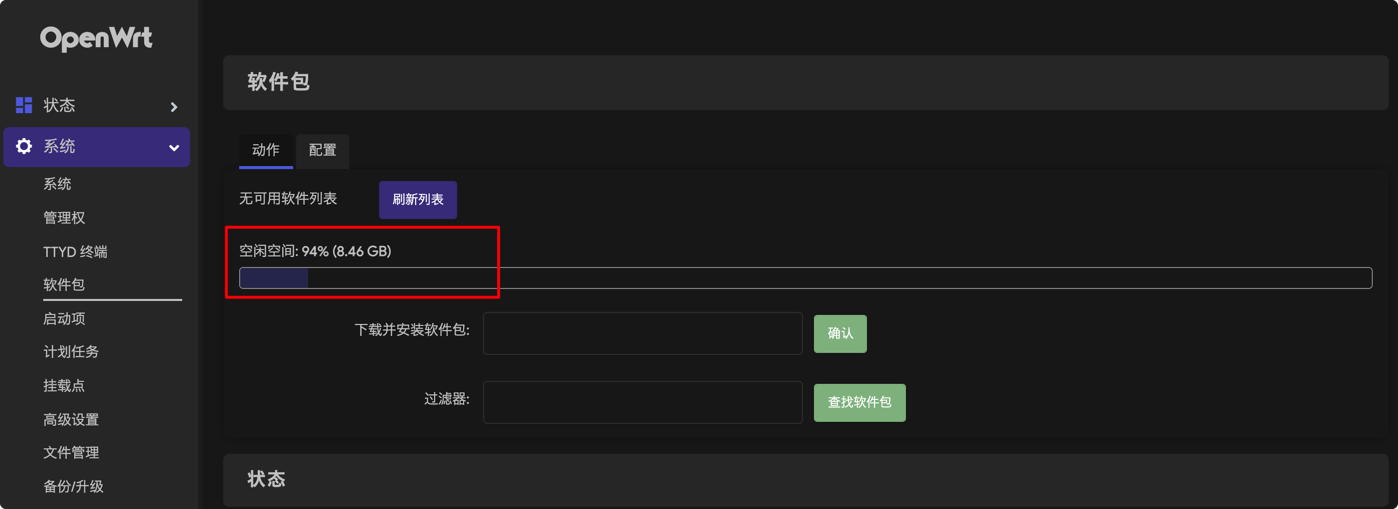 OpenWrt
状态
系统
系统
管理权
TTYD 终端
软件包
启动项
计划任务
挂载点
高级设置
文件管理
备份/升级
软件包
动作 配置
无可用软件列表 刷新列表
空闲空间: 94% (8.46 GB)
下载并安装软件包: 确认
过滤器: 查找软件包
状态